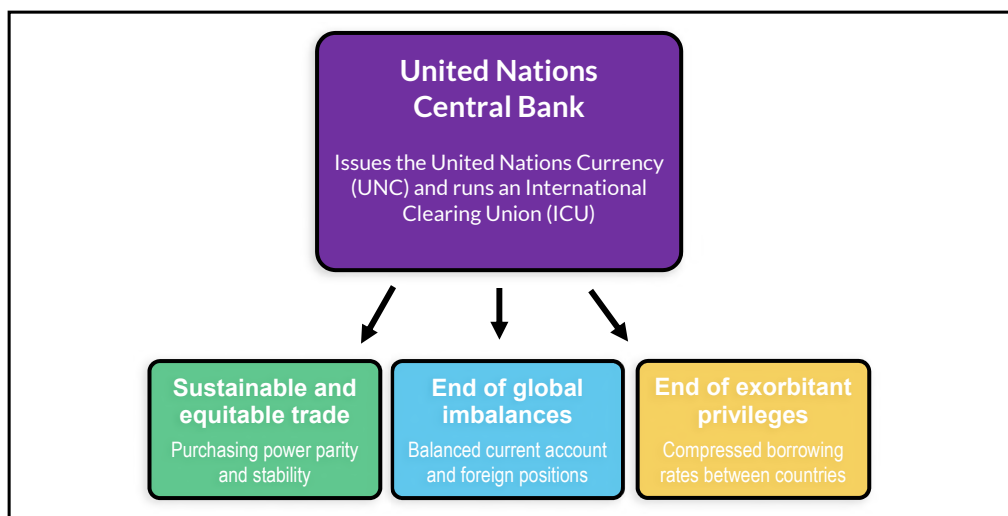 United Nations
Central Bank
Issues the United Nations Currency
(UNC) and runs an International
Clearing Union (ICU)
Sustainable and
equitable trade
Purchasing power parity
and stability
End of global
imbalances
Balanced current account
and foreign positions
End of exorbitant
privileges
Compressed borrowing
rates between countries